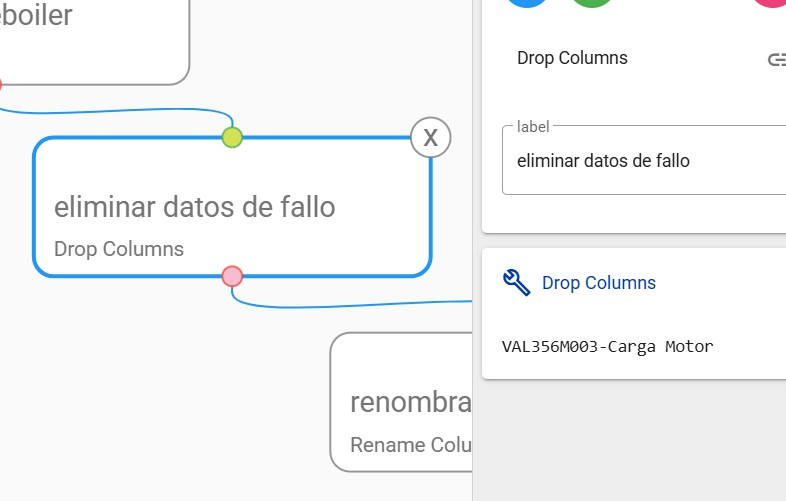 eboiler
X
eliminar datos de fallo
Drop Columns
renombra
Rename Colu
Drop Columns
label
eliminar datos de fallo
Drop Columns
VAL356M003-Carga Motor